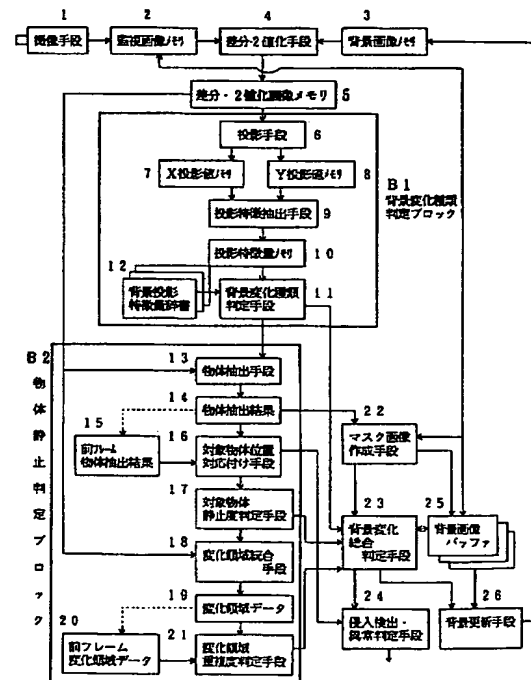 1
2
4
3
撮像手段
監視画像メモリ
差分・2値化手段
背景画像メモリ
差分・2値化画像メモリ
5
投影手段
6
7
X投影値メモリ
Y投影値メモリ
8
B1
背景変化種類
判定ブロック
投影特徴抽出手段
9
投影特徴量メモリ
10
12
背景投影
特徴量辞書
背景変化種類
判定手段
11
B2
物体静止判定ブロック
13
物体抽出手段
14
物体抽出結果
15
前フレーム
物体抽出結果
16
対象物体位置
対応付け手段
17
対象物体
静止度判定手段
18
変化領域統合
手段
19
変化領域データ
20
前フレーム
変化領域データ
21
変化領域
重複度判定手段
22
マスク画像
作成手段
23
背景変化
総合
判定手段
25
背景画像
バッファ
24
侵入検出・
異常判定手段
26
背景更新手段